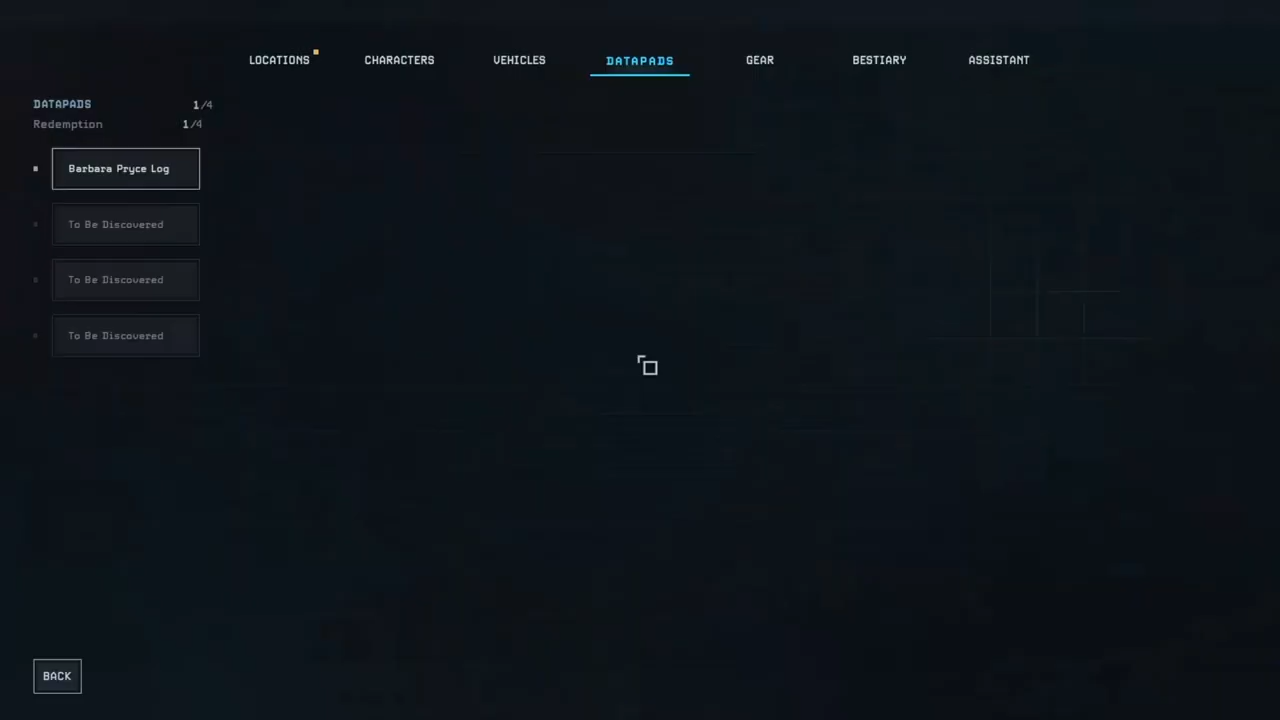 LOCATIONS CHARACTERS VEHICLES DATAPADS GEAR BESTIARY ASSISTANT
DATAPADS 1/4
Redemption 1/4
Barbara Pryce Log
To Be Discovered
To Be Discovered
To Be Discovered
BACK